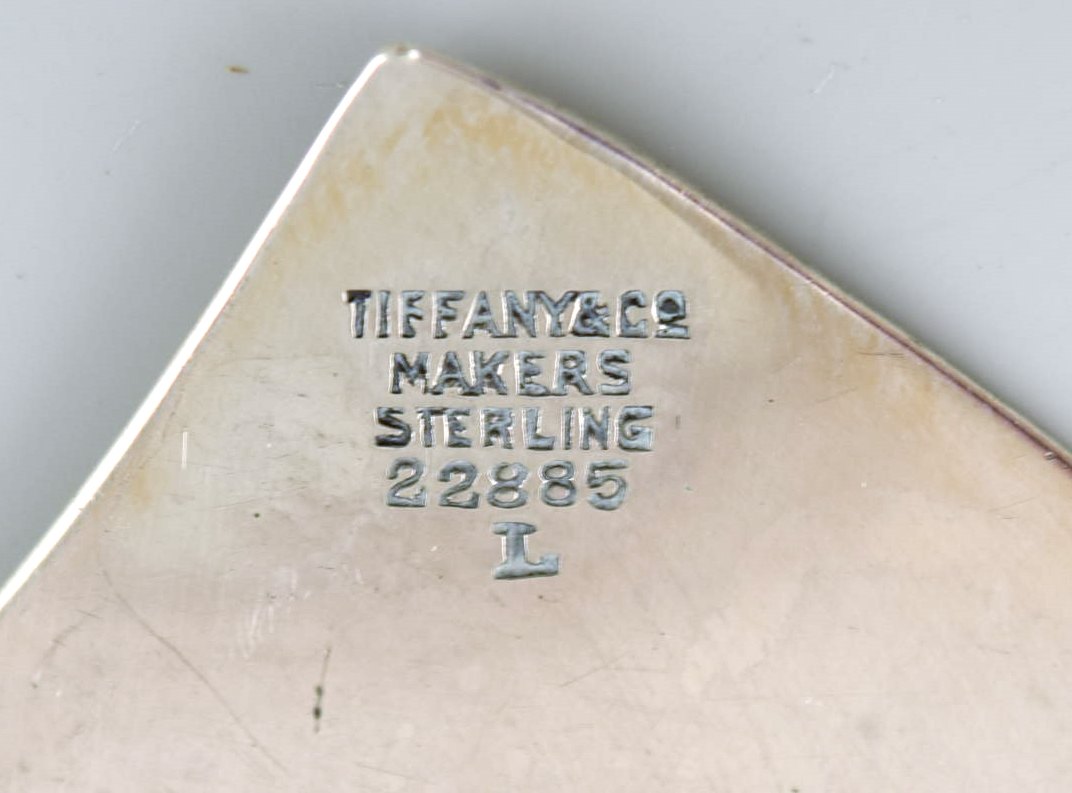 TIFFANY & Co
MAKERS
STERLING
22885
L